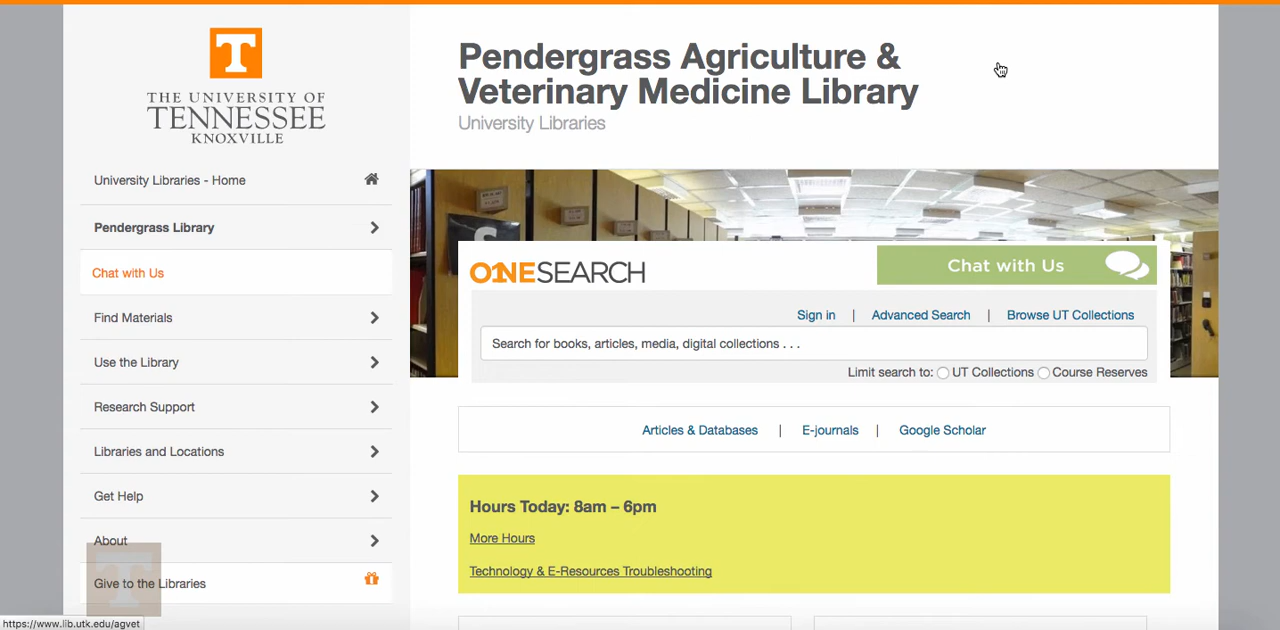 T
THE UNIVERSITY OF
TENNESSEE
KNOXVILLE
University Libraries - Home
Pendergrass Library
Chat with Us
Find Materials
Use the Library
Research Support
Libraries and Locations
Get Help
About
Give to the Libraries
T
https://www.lib.utk.edu/agvet
Pendergrass Agriculture &
Veterinary Medicine Library
University Libraries
S
ONESEARCH
Chat with Us
Sign in | Advanced Search | Browse UT Collections
Search for books, articles, media, digital collections . . .
Limit search to: UT Collections Course Reserves
Articles & Databases | E-journals | Google Scholar
Hours Today: 8am – 6pm
More Hours
Technology & E-Resources Troubleshooting